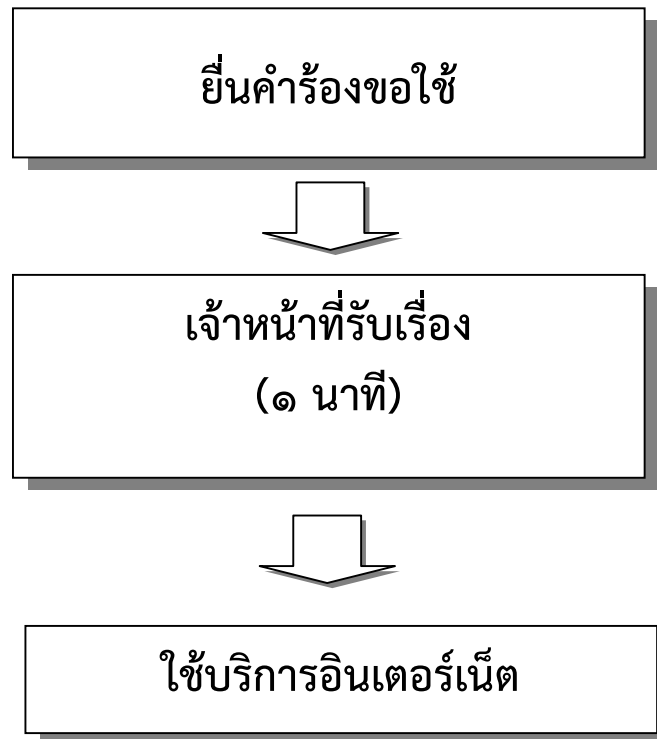 ยื่นคำร้องขอใช้
เจ้าหน้าที่รับเรื่อง
(๑ นาที)
ใช้บริการอินเตอร์เน็ต